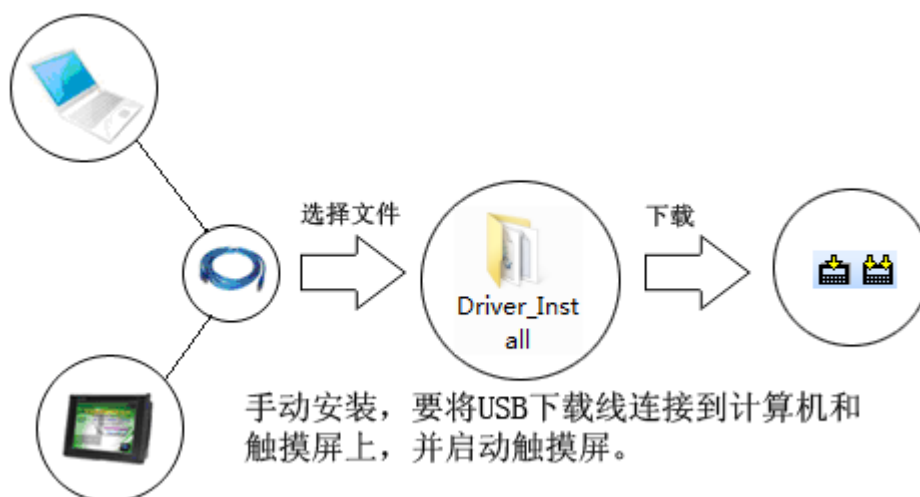 选择文件
下载
Driver_Inst
all
手动安装，要将USB下载线连接到计算机和
触摸屏上，并启动触摸屏。